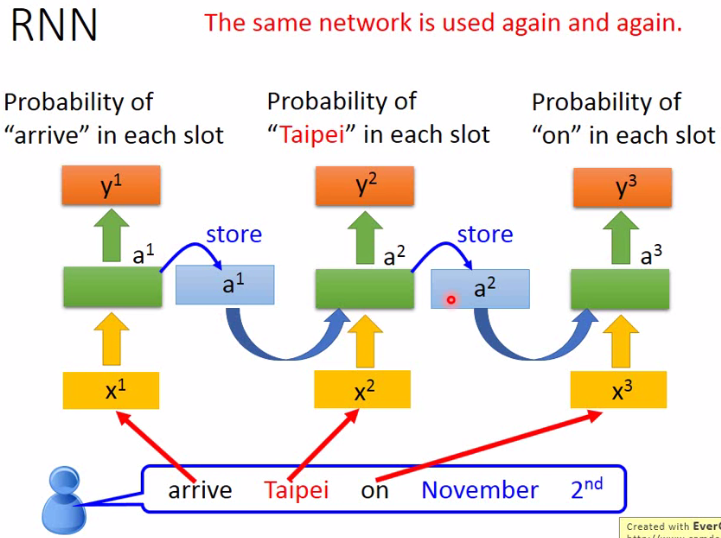 RNN
The same network is used again and again.
Probability of
"arrive" in each slot
Probability of
"Taipei" in each slot
Probability of
"on" in each slot
y¹
y²
y³
a¹
store
a²
store
a³
a¹
a²
x¹
x²
x³
arrive Taipei on November 2nd
Created with